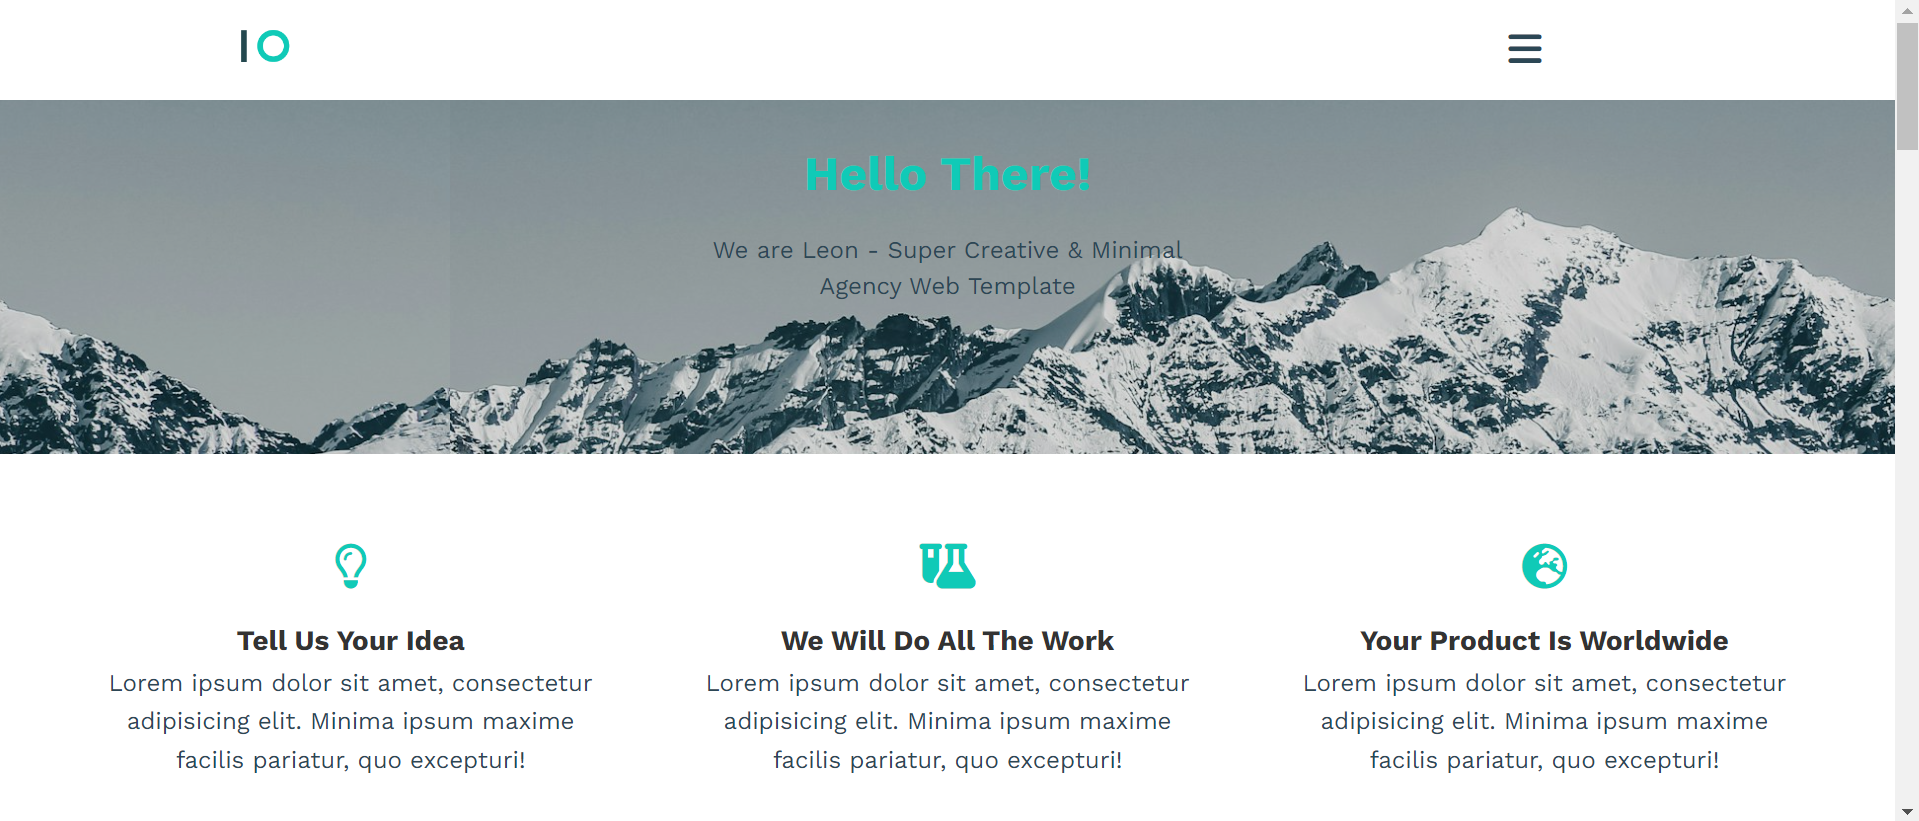 Hello There!
We are Leon - Super Creative & Minimal
Agency Web Template
Tell Us Your Idea
Lorem ipsum dolor sit amet, consectetur
adipisicing elit. Minima ipsum maxime
facilis pariatur, quo excepturi!
We Will Do All The Work
Lorem ipsum dolor sit amet, consectetur
adipisicing elit. Minima ipsum maxime
facilis pariatur, quo excepturi!
Your Product Is Worldwide
Lorem ipsum dolor sit amet, consectetur
adipisicing elit. Minima ipsum maxime
facilis pariatur, quo excepturi!